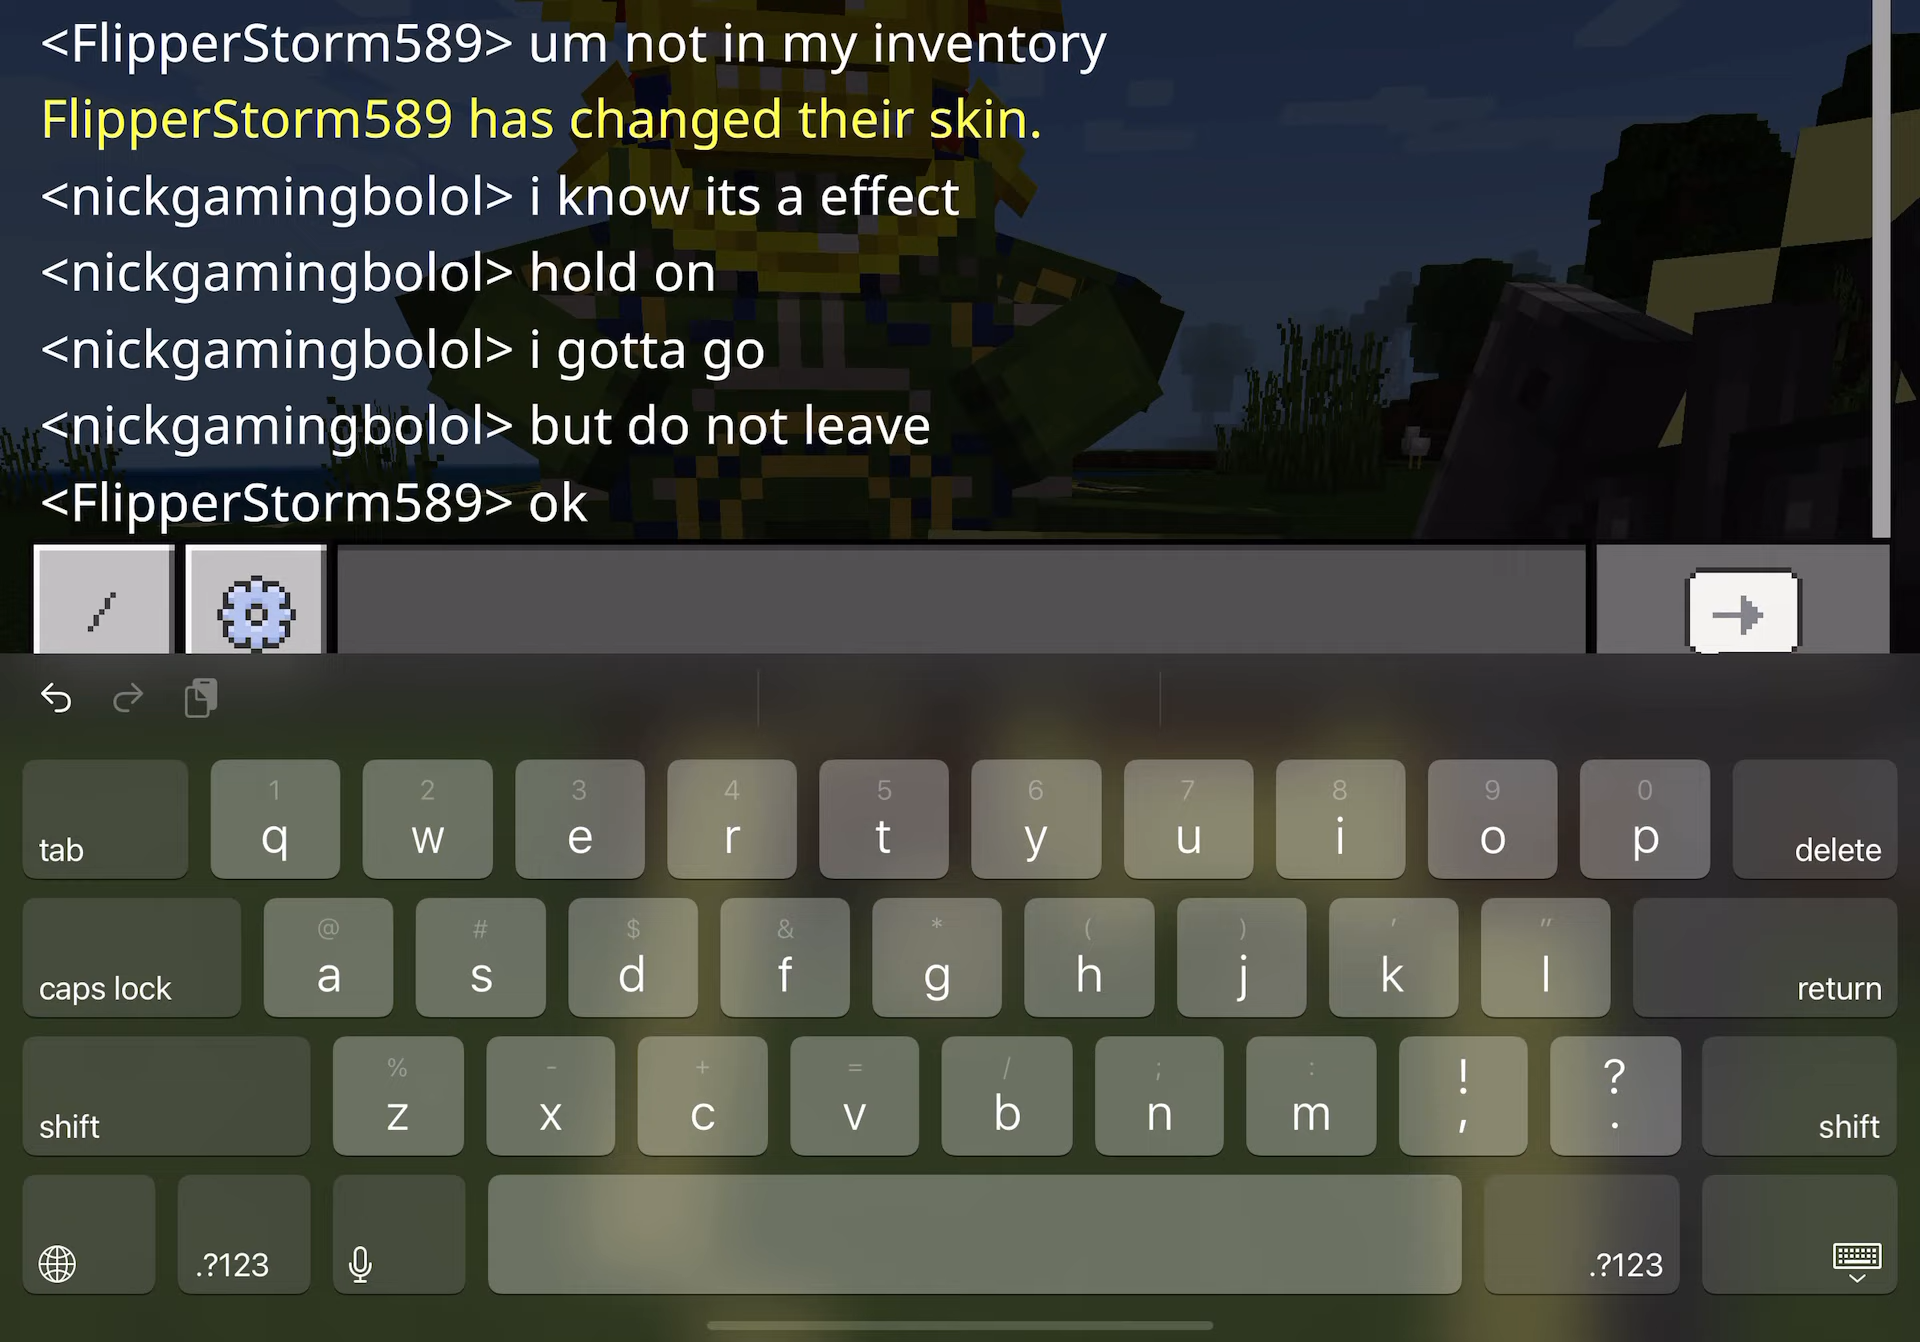 <FlipperStorm589> um not in my inventory
FlipperStorm589 has changed their skin.
<nickgamingbolol> i know its a effect
<nickgamingbolol> hold on
<nickgamingbolol> i gotta go
<nickgamingbolol> but do not leave
<FlipperStorm589> ok
/
1 2 3 4 5 6 7 8 9 0
tab q w e r t y u i o p delete
@ # $ & * ( ) ' "
caps lock a s d f g h j k l return
% - + = / ; : ! ?
shift z x c v b n m , . shift
.?123 .?123